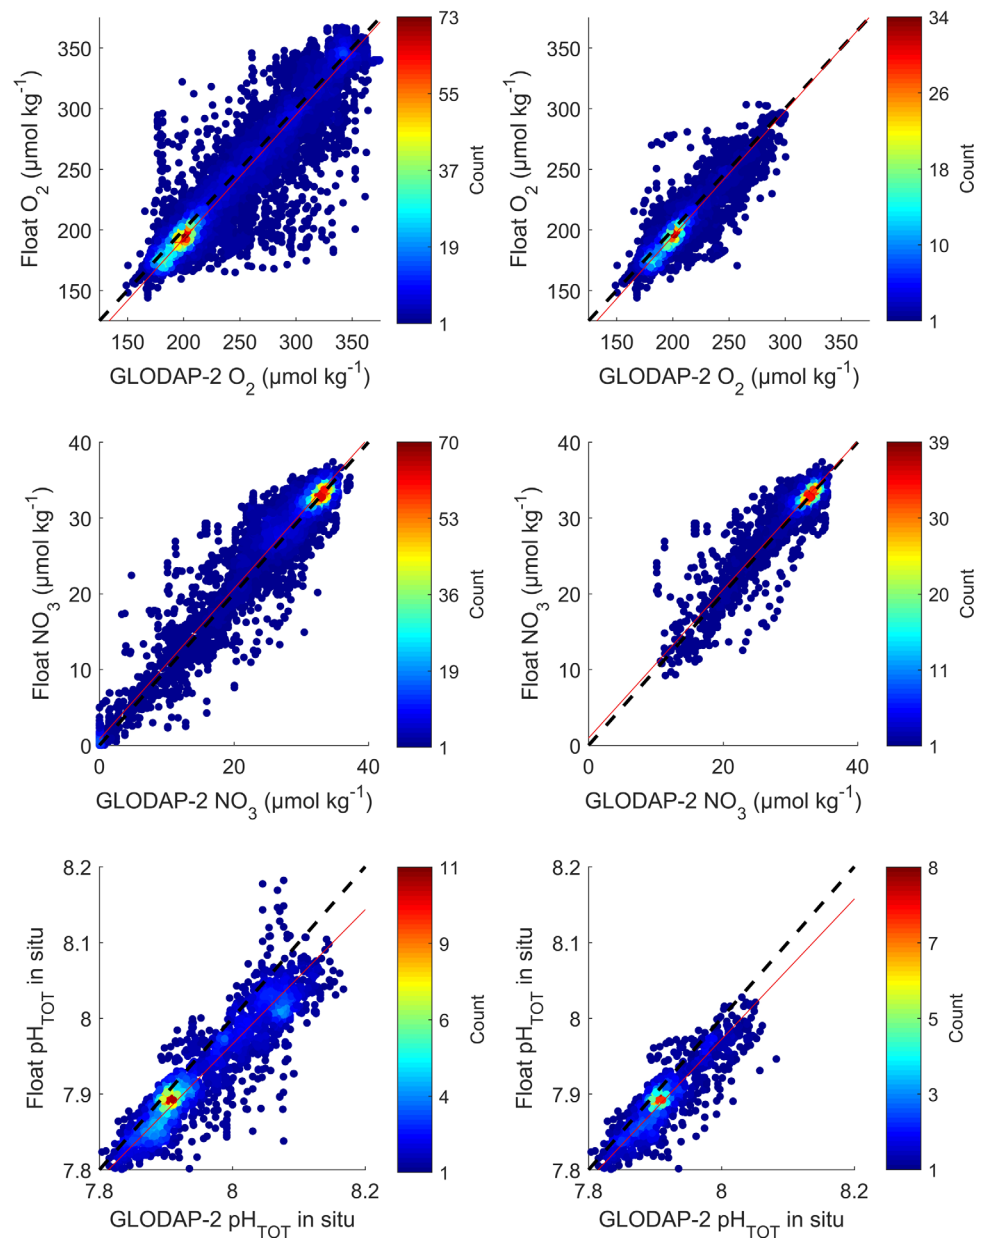 350
300
250
200
150
Float O2 (µmol kg-1)
150 200 250 300 350
GLODAP-2 O2 (µmol kg-1)
73
55
37
19
1
Count
350
300
250
200
150
Float O2 (µmol kg-1)
150 200 250 300 350
GLODAP-2 O2 (µmol kg-1)
34
26
18
10
1
Count
40
30
20
10
0
Float NO3 (µmol kg-1)
0 20 40
GLODAP-2 NO3 (µmol kg-1)
70
53
36
19
1
Count
40
30
20
10
0
Float NO3 (µmol kg-1)
0 20 40
GLODAP-2 NO3 (µmol kg-1)
39
30
20
11
1
Count
8.2
8.1
8
7.9
7.8
Float pHTOT in situ
7.8 8 8.2
GLODAP-2 pHTOT in situ
11
9
6
4
1
Count
8.2
8.1
8
7.9
7.8
Float pHTOT in situ
7.8 8 8.2
GLODAP-2 pHTOT in situ
8
7
5
3
1
Count